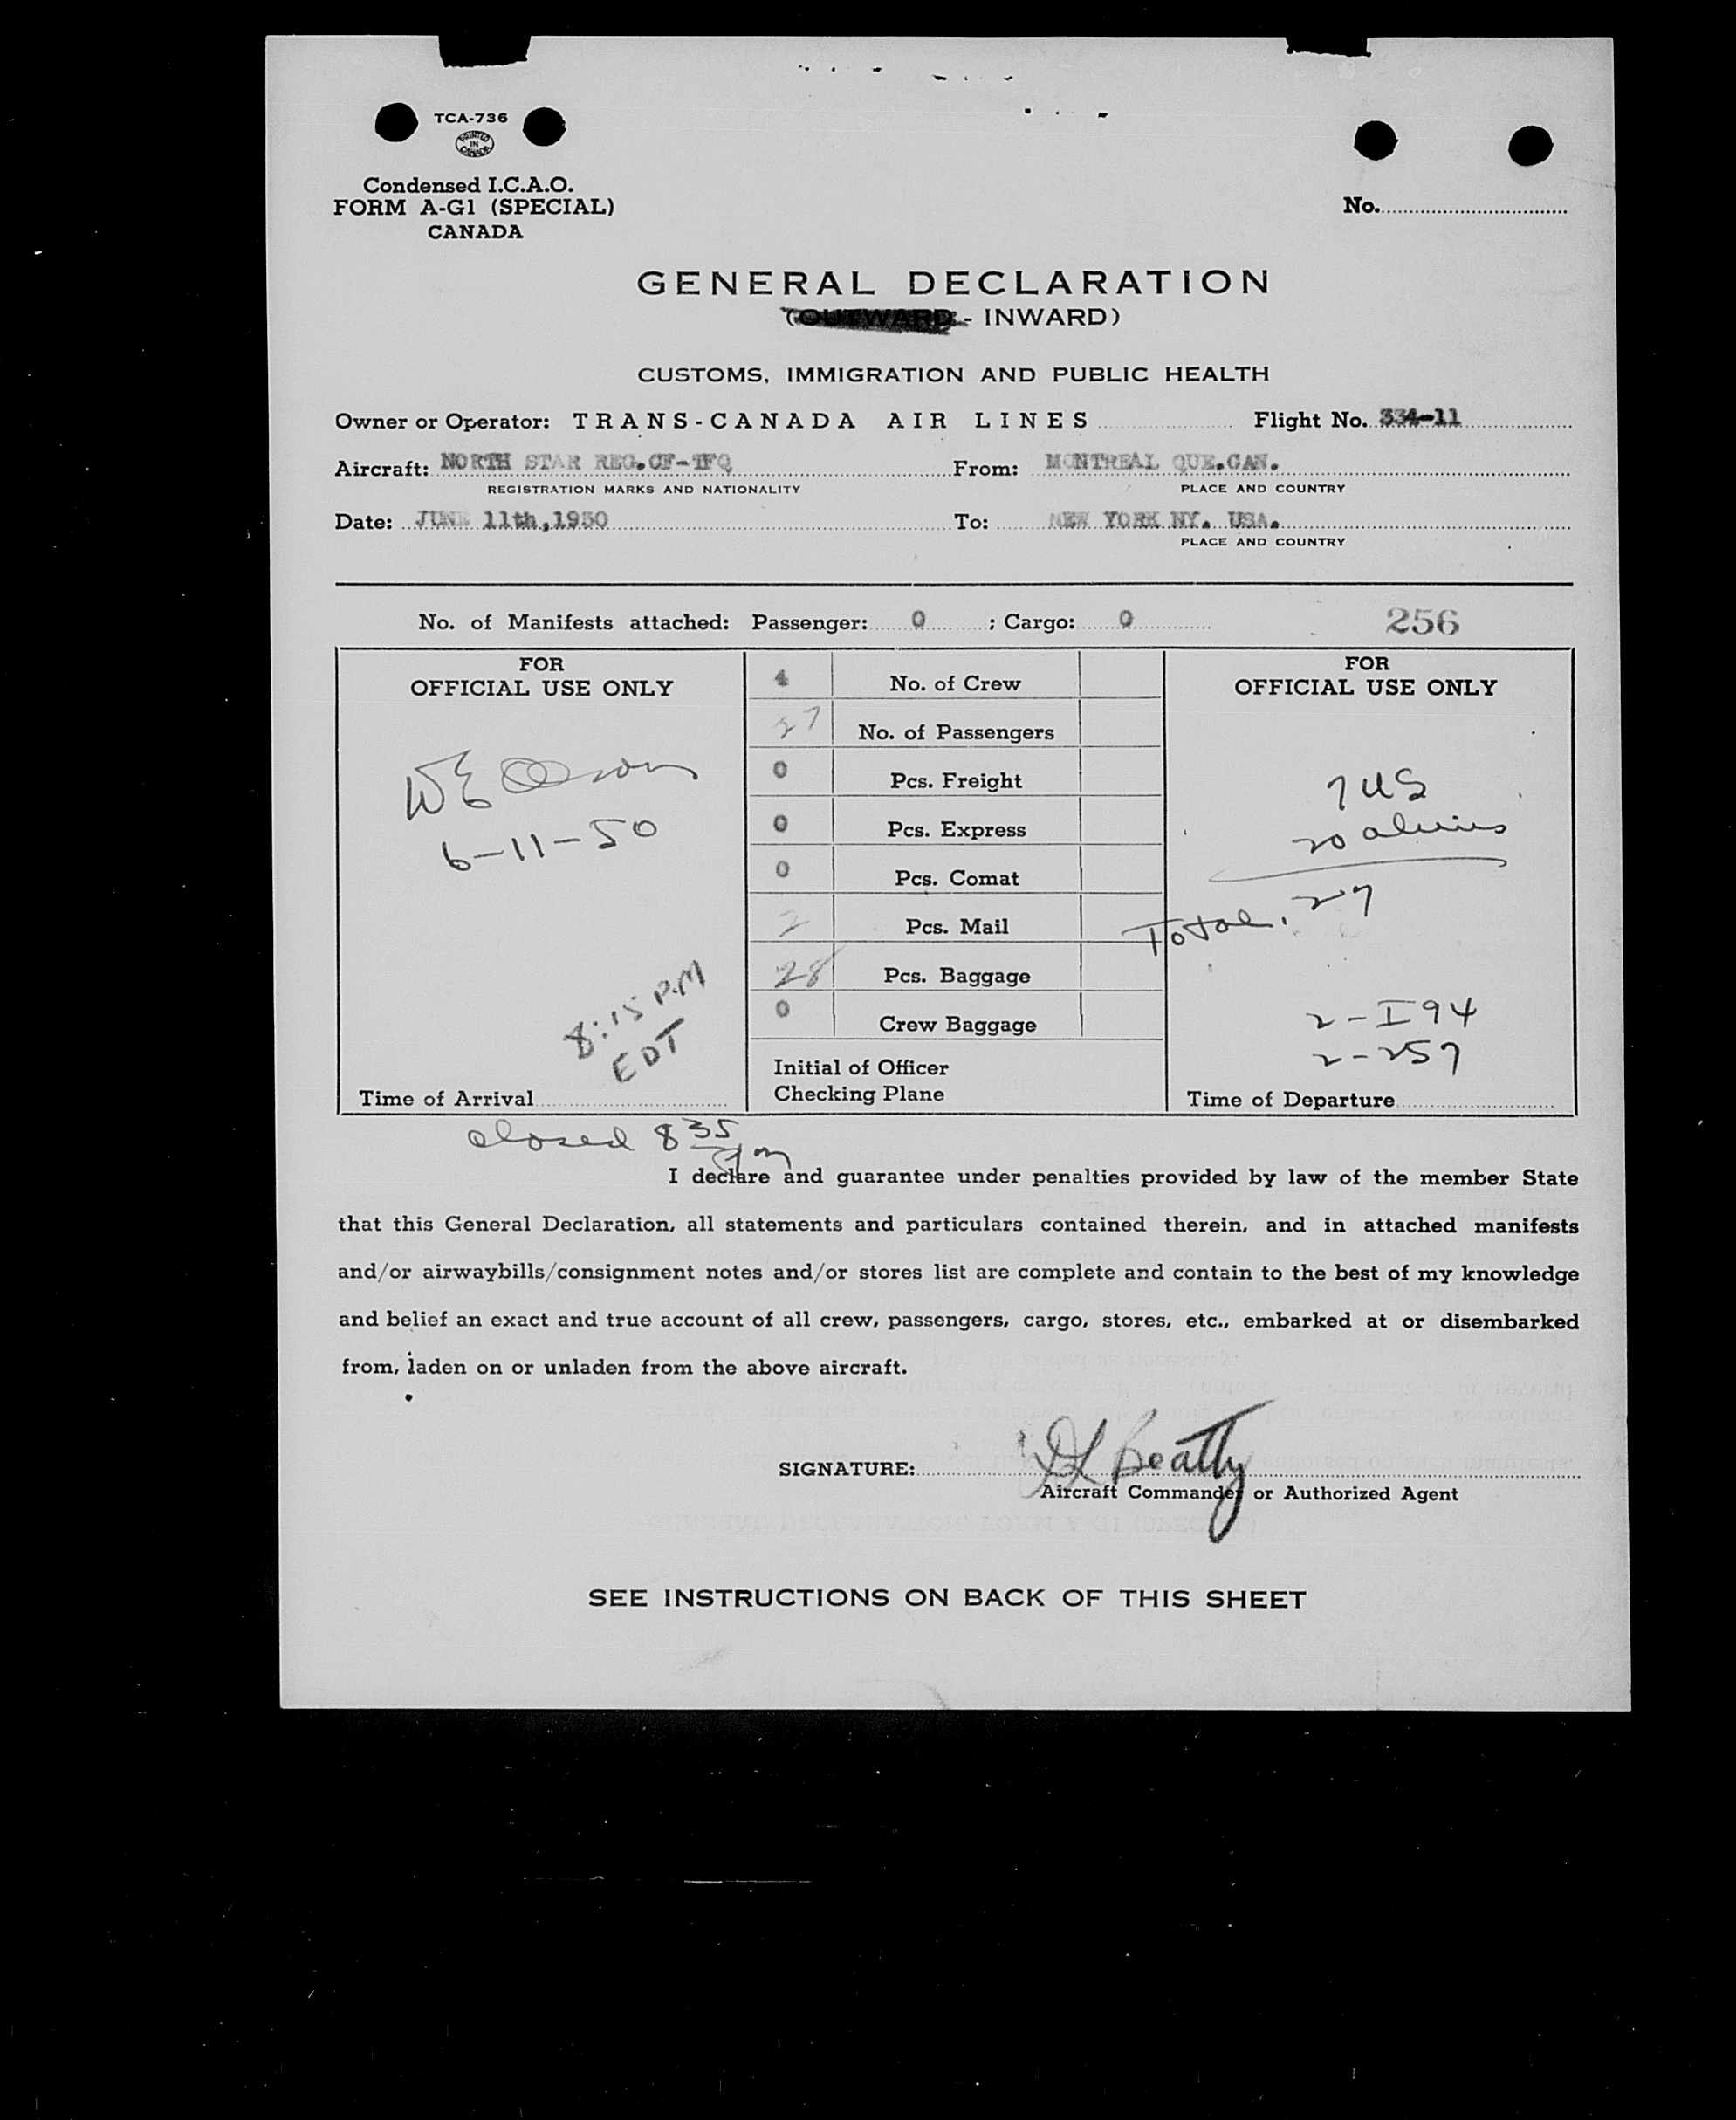 TCA-736
PRINTED IN CANADA
Condensed I.C.A.O.
FORM A-G1 (SPECIAL)
CANADA
No.
GENERAL DECLARATION
(OUTWARD - INWARD)
CUSTOMS, IMMIGRATION AND PUBLIC HEALTH
Owner or Operator: TRANS-CANADA AIR LINES Flight No. 334-11
Aircraft: NORTH STAR REG.CF-TFQ From: MONTREAL QUE.CAN.
REGISTRATION MARKS AND NATIONALITY PLACE AND COUNTRY
Date: JUNE 11th,1950 To: NEW YORK NY. USA.
PLACE AND COUNTRY
No. of Manifests attached: Passenger: 0 ; Cargo: 0 256
FOR
OFFICIAL USE ONLY
W E Olson
6-11-50
8:15 P.M
EDT
Time of Arrival
4 No. of Crew
27 No. of Passengers
0 Pcs. Freight
0 Pcs. Express
0 Pcs. Comat
2 Pcs. Mail
28 Pcs. Baggage
0 Crew Baggage
Initial of Officer
Checking Plane
FOR
OFFICIAL USE ONLY
7 US
20 aliens
Total. 27
2-I94
2-257
Time of Departure
closed 8 35 pm
I declare and guarantee under penalties provided by law of the member State
that this General Declaration, all statements and particulars contained therein, and in attached manifests
and/or airwaybills/consignment notes and/or stores list are complete and contain to the best of my knowledge
and belief an exact and true account of all crew, passengers, cargo, stores, etc., embarked at or disembarked
from, laden on or unladen from the above aircraft.
SIGNATURE: DL Beatty
Aircraft Commander or Authorized Agent
SEE INSTRUCTIONS ON BACK OF THIS SHEET